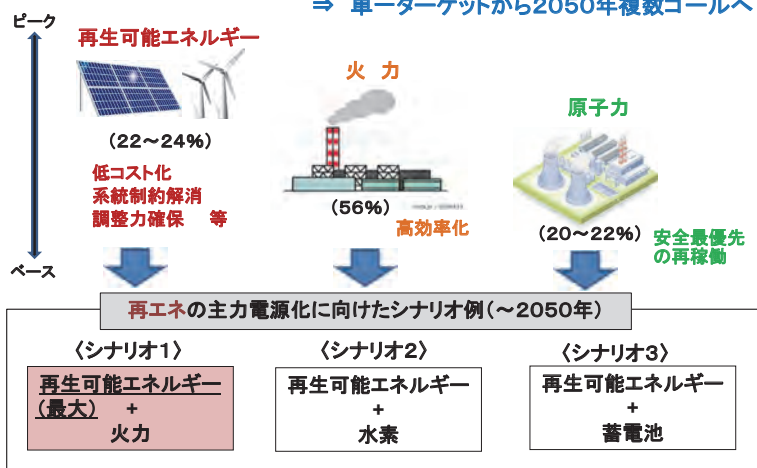 ⇒ 単一ターゲットから2050年複数ゴールへ
ピーク
再生可能エネルギー
(22~24%)
低コスト化
系統制約解消
調整力確保 等
火 力
(56%)
高効率化
原子力
(20~22%)
安全最優先
の再稼働
ベース
再エネの主力電源化に向けたシナリオ例(~2050年)
〈シナリオ1〉
再生可能エネルギー
(最大) +
火力
〈シナリオ2〉
再生可能エネルギー
+
水素
〈シナリオ3〉
再生可能エネルギー
+
蓄電池